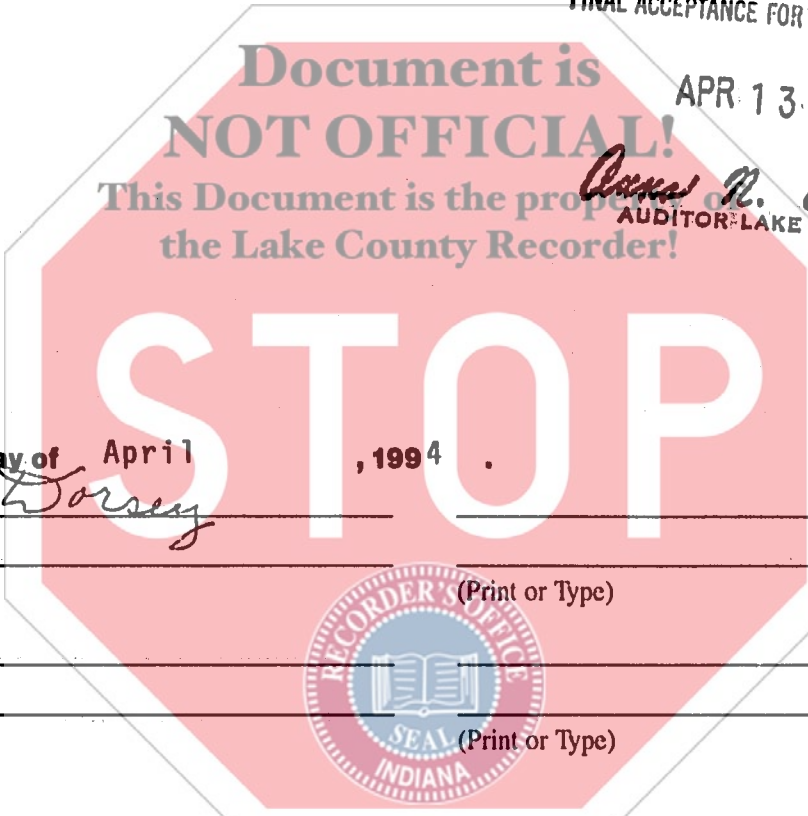 FINAL ACCEPTANCE FOR
Document is
APR 13
NOT OFFICIAL!
This Document is the property of
AUDITOR LAKE
the Lake County Recorder!
STOP
ay of April , 1994 .
Dorsey
(Print or Type)
RECORDER'S OFFICE
SEAL
INDIANA
(Print or Type)